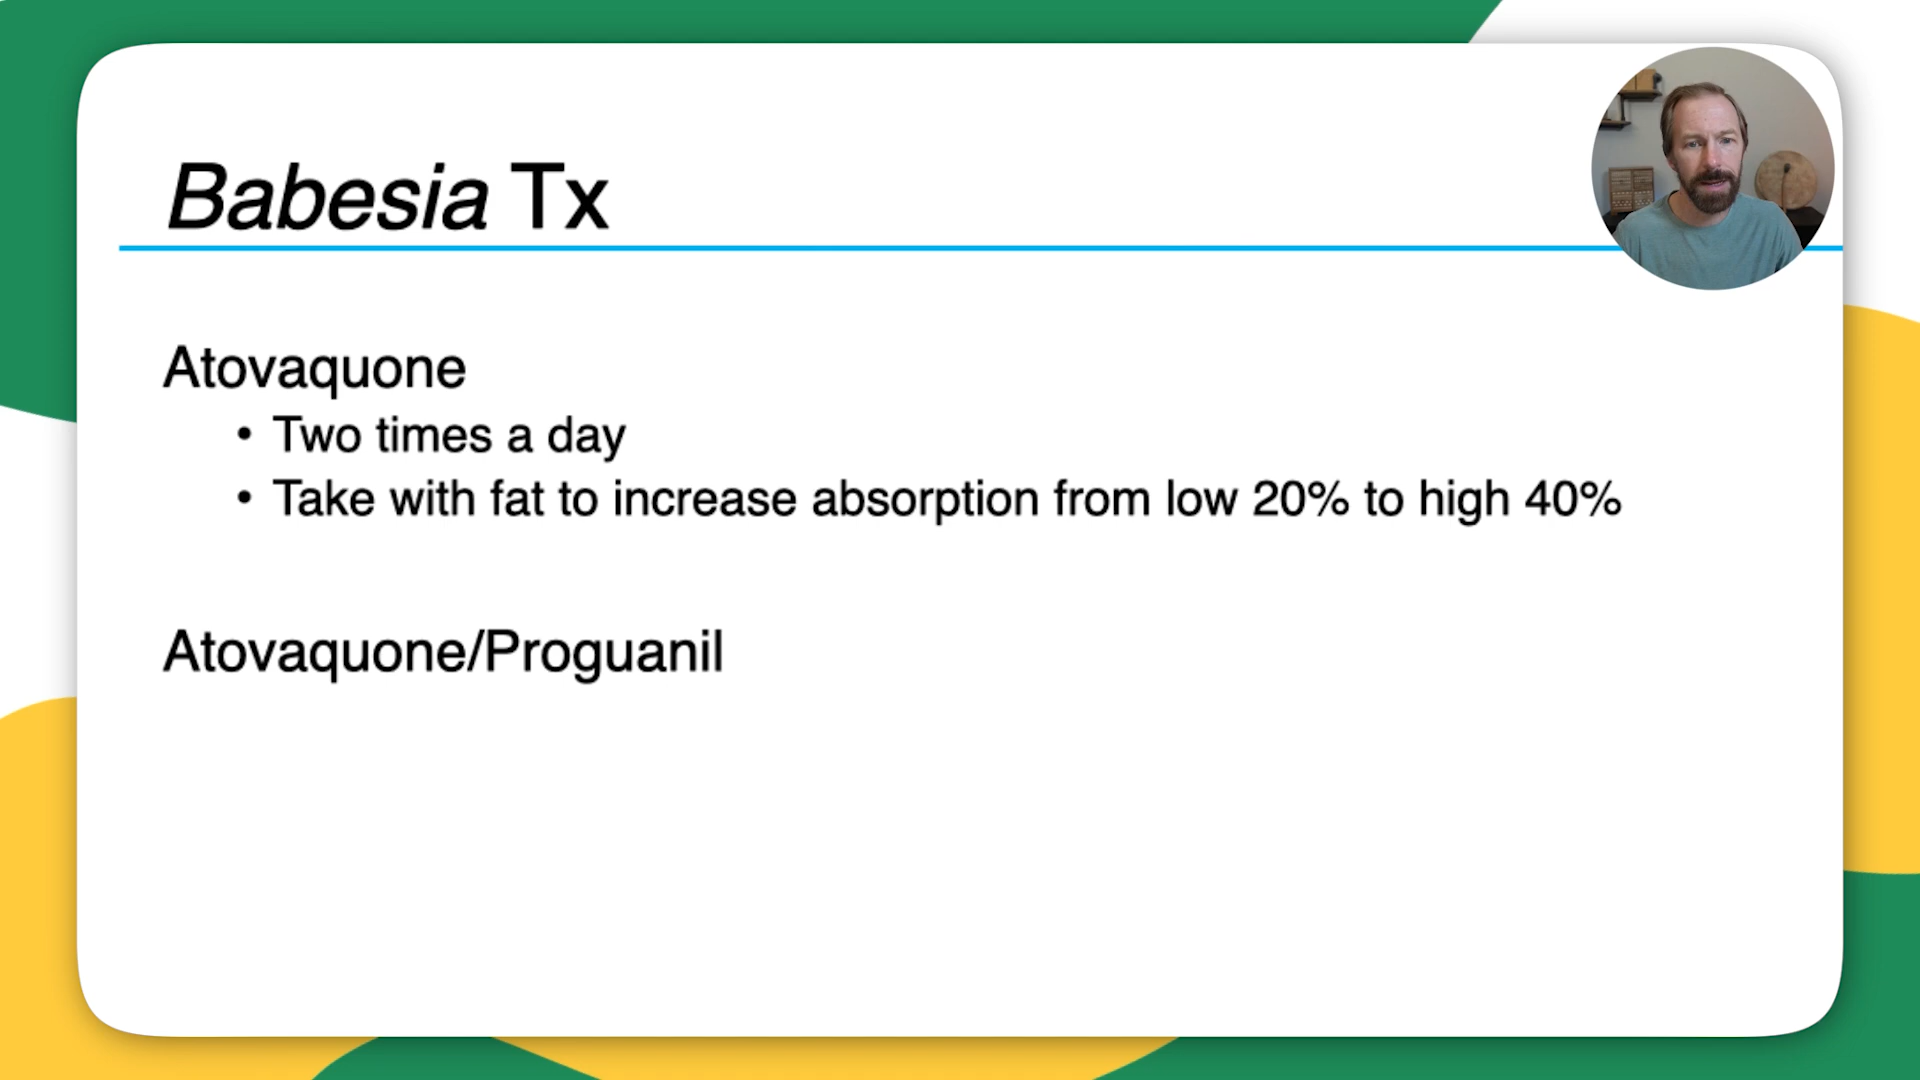 Babesia Tx
Atovaquone
• Two times a day
• Take with fat to increase absorption from low 20% to high 40%
Atovaquone/Proguanil